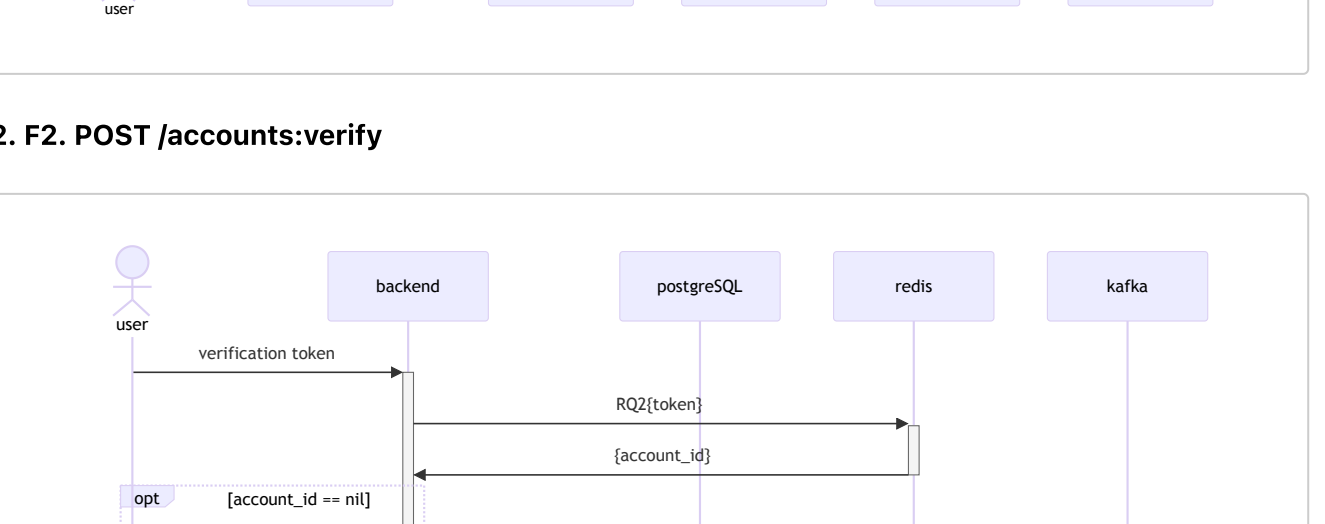 user
2. F2. POST /accounts:verify
backend
postgreSQL
redis
kafka
user
verification token
RQ2{token}
{account_id}
opt
[account_id == nil]